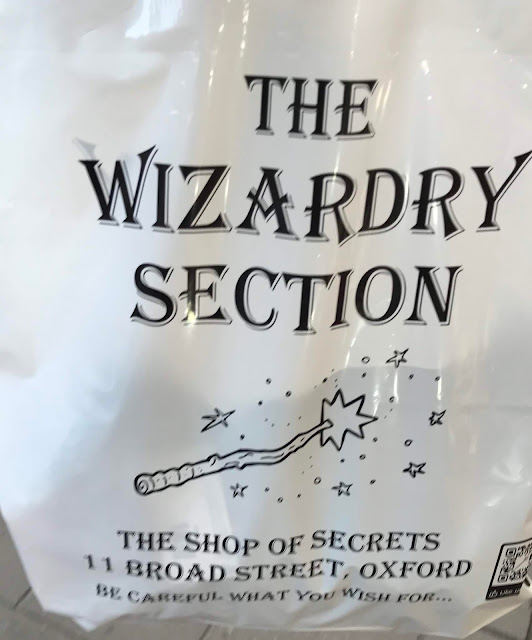 THE
WIZARDRY
SECTION
THE SHOP OF SECRETS
11 BROAD STREET, OXFORD
BE CAREFUL WHAT YOU WISH FOR...